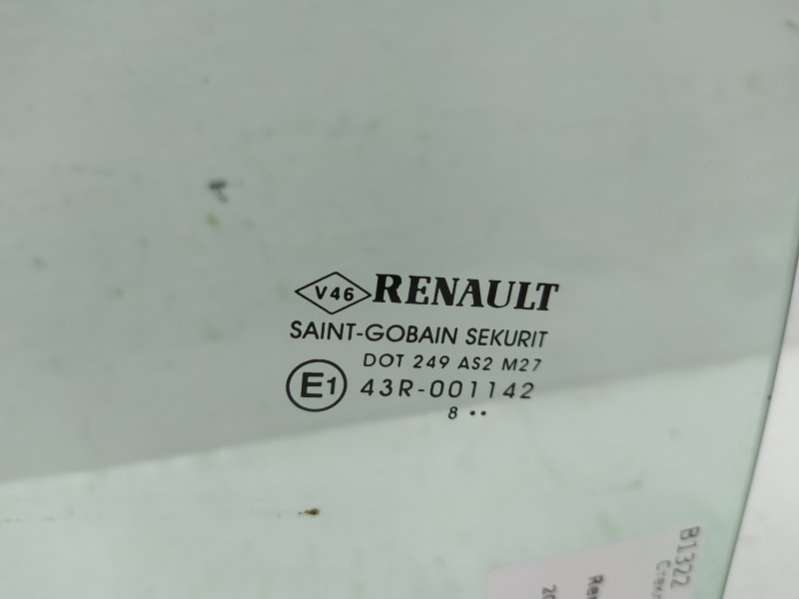 V46 RENAULT
SAINT-GOBAIN SEKURIT
DOT 249 AS2 M27
E1 43R-001142
8 ••
B1322